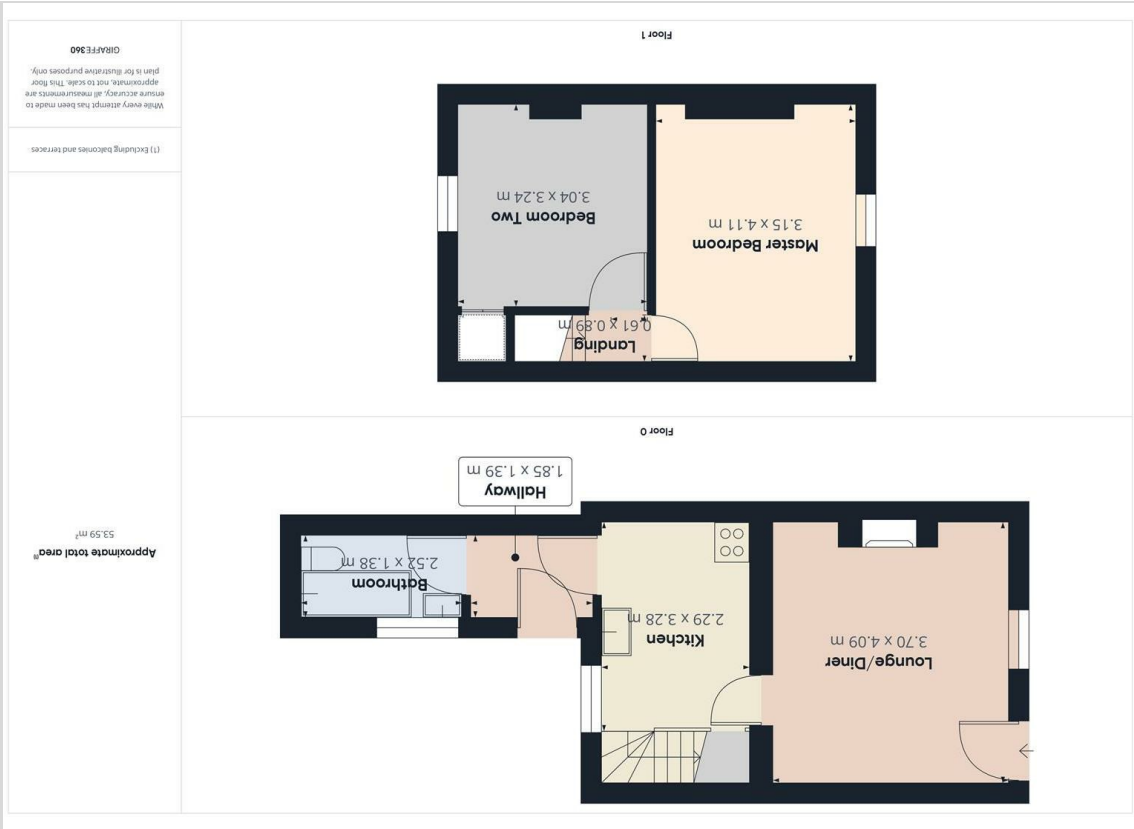 Lounge/Diner
3.70 x 4.09 m
Kitchen
2.29 x 3.28 m
Bathroom
2.52 x 1.38 m
Hallway
1.85 x 1.39 m
Floor 0
Landing
0.61 x 0.89 m
Master Bedroom
3.15 x 4.11 m
Bedroom Two
3.04 x 3.24 m
Floor 1
Approximate total area⁽¹⁾
53.59 m²
(1) Excluding balconies and terraces
While every attempt has been made to
ensure accuracy, all measurements are
approximate, not to scale. This floor
plan is for illustrative purposes only.
GIRAFFE360